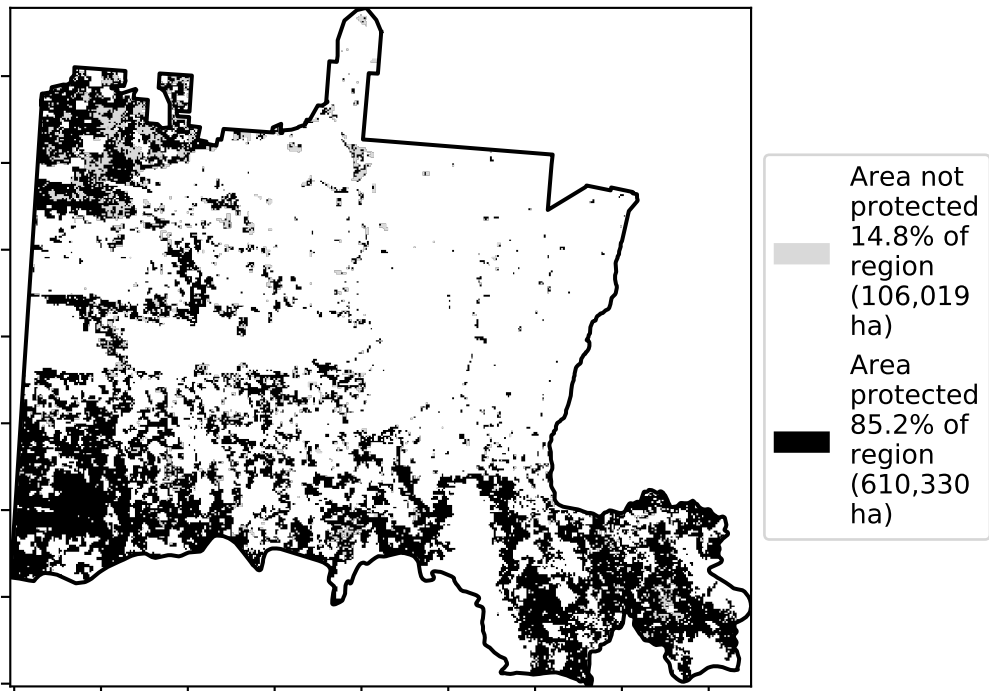 Area not
protected
14.8% of
region
(106,019
ha)
Area
protected
85.2% of
region
(610,330
ha)